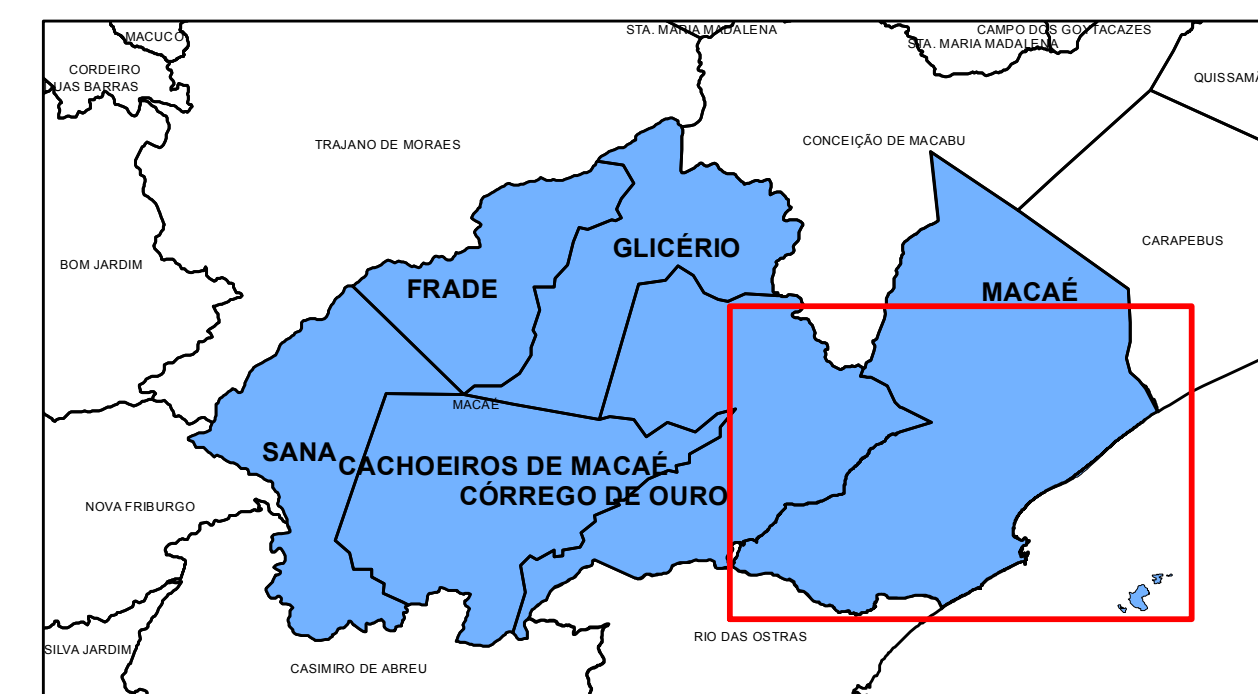 MACUCO
STA. MARIA MADALENA
CAMPO DOS GOYTACAZES
STA. MARIA MADALENA
CORDEIRO
UAS BARRAS
QUISSAMÃ
TRAJANO DE MORAES
CONCEIÇÃO DE MACABU
CARAPEBUS
GLICÉRIO
BOM JARDIM
FRADE
MACAÉ
MACAÉ
SANA
CACHOEIROS DE MACAÉ
CÓRREGO DE OURO
NOVA FRIBURGO
RIO DAS OSTRAS
SILVA JARDIM
CASIMIRO DE ABREU